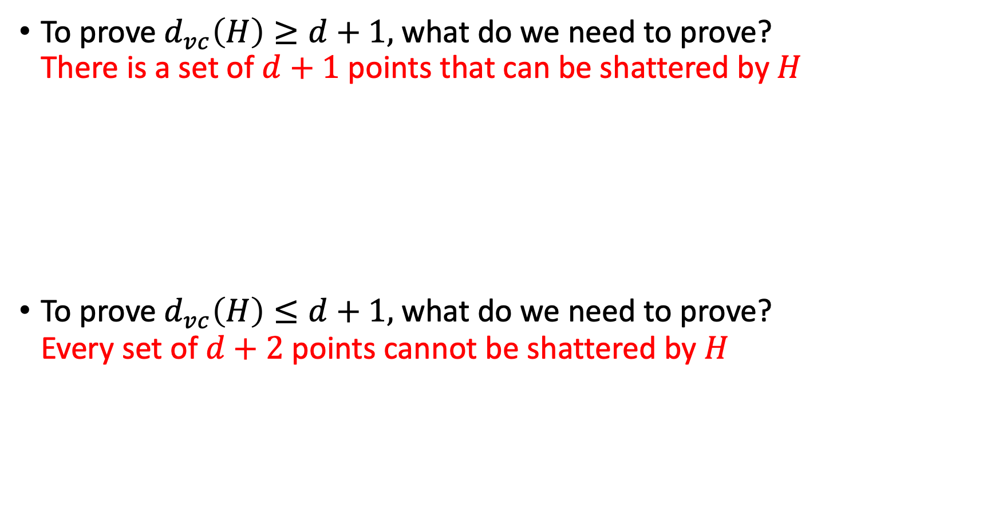 • To prove $d_{vc}(H) \geq d + 1$, what do we need to prove?
There is a set of $d + 1$ points that can be shattered by $H$
• To prove $d_{vc}(H) \leq d + 1$, what do we need to prove?
Every set of $d + 2$ points cannot be shattered by $H$